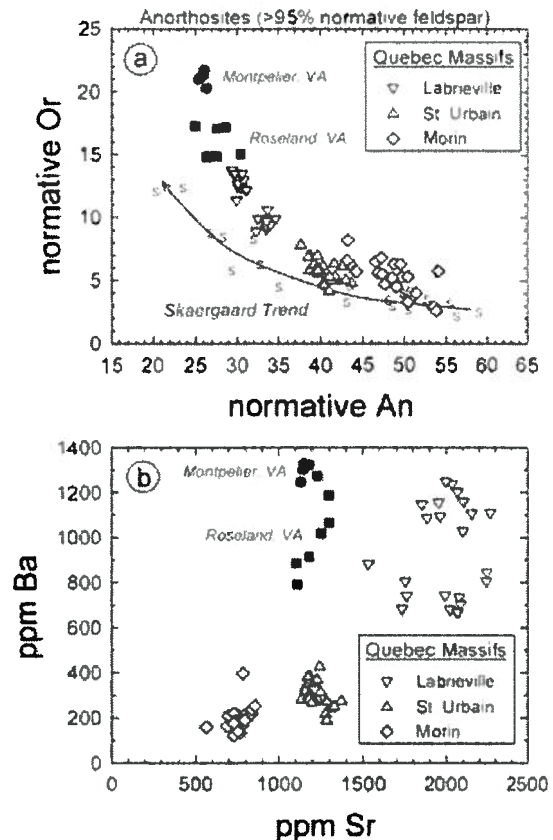 Anorthosites (>95% normative feldspar)
a
Montpelier, VA
Roseland, VA
Quebec Massifs
Labrieville
St Urbain
Morin
Skaergaard Trend
normative Or
25
20
15
10
5
0
15 20 25 30 35 40 45 50 55 60 65
normative An
b
Montpelier, VA
Roseland, VA
Quebec Massifs
Labrieville
St Urbain
Morin
ppm Ba
1400
1200
1000
800
600
400
200
0
0 500 1000 1500 2000 2500
ppm Sr